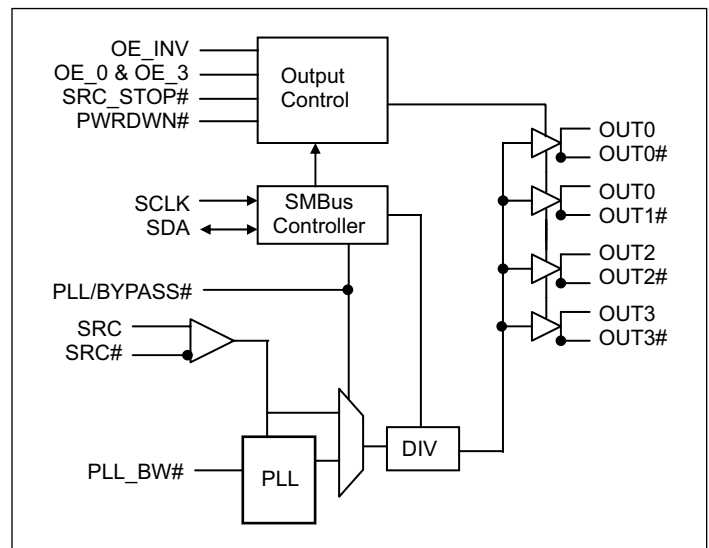 OE_INV
OE_0 & OE_3
SRC_STOP#
PWRDWN#
Output
Control
OUT0
OUT0#
SCLK
SDA
SMBus
Controller
OUT0
OUT1#
PLL/BYPASS#
OUT2
OUT2#
SRC
SRC#
OUT3
OUT3#
PLL_BW#
PLL
DIV